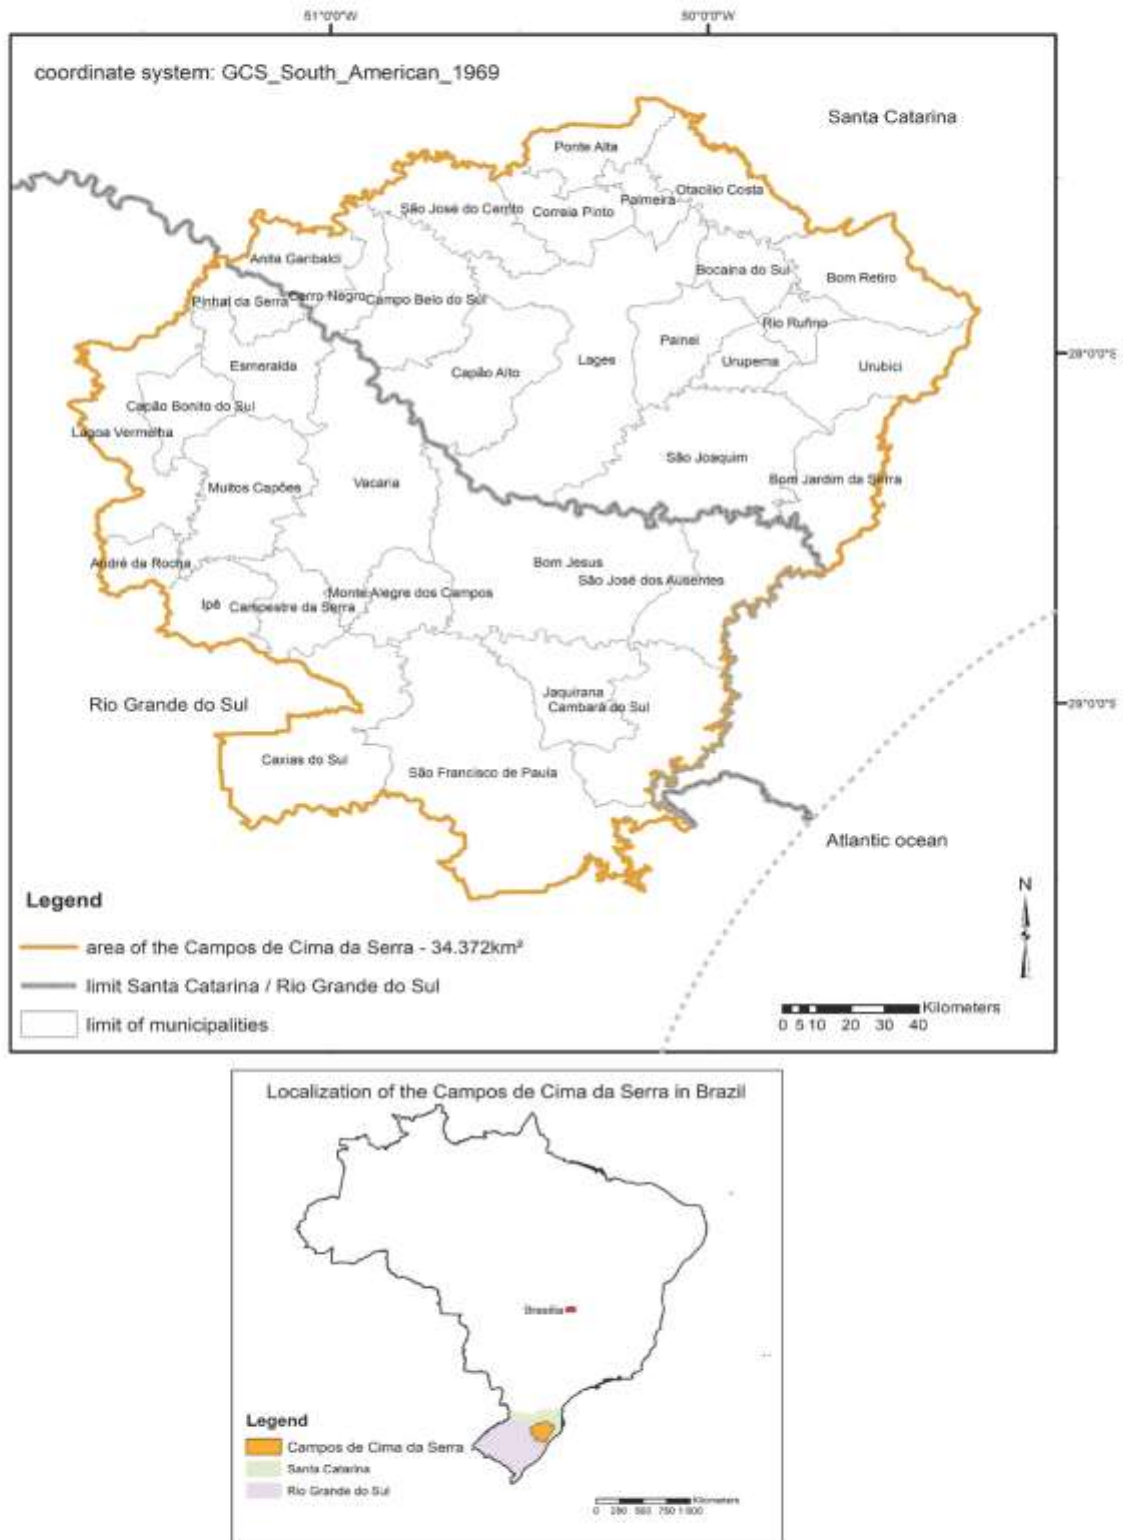 51°0'0"W
50°0'0"W
coordinate system: GCS_South_American_1969
Santa Catarina
Ponte Alta
Otacílio Costa
Palmeira
São José do Cerrito
Correia Pinto
Anita Garibaldi
Bocaina do Sul
Bom Retiro
Cerro Negro
Campo Belo do Sul
Pinhal da Serra
Rio Rufino
Painel
28°0'0"E
Lages
Urupema
Urubici
Esmeralda
Capão Alto
Capão Bonito do Sul
Lagoa Vermelha
São Joaquim
Bom Jardim da Serra
Vacaria
Muitos Capões
André da Rocha
Bom Jesus
São José dos Ausentes
Monte Alegre dos Campos
Ipê
Campestre da Serra
Jaquirana
Rio Grande do Sul
Cambará do Sul
29°0'0"S
Caxias do Sul
São Francisco de Paula
Atlantic ocean
N
Legend
area of the Campos de Cima da Serra - 34.372km²
limit Santa Catarina / Rio Grande do Sul
limit of municipalities
Kilometers
0 5 10 20 30 40
Localization of the Campos de Cima da Serra in Brazil
Brasília
Legend
Campos de Cima da Serra
Santa Catarina
Rio Grande do Sul
Kilometers
0 250 500 750 1 000